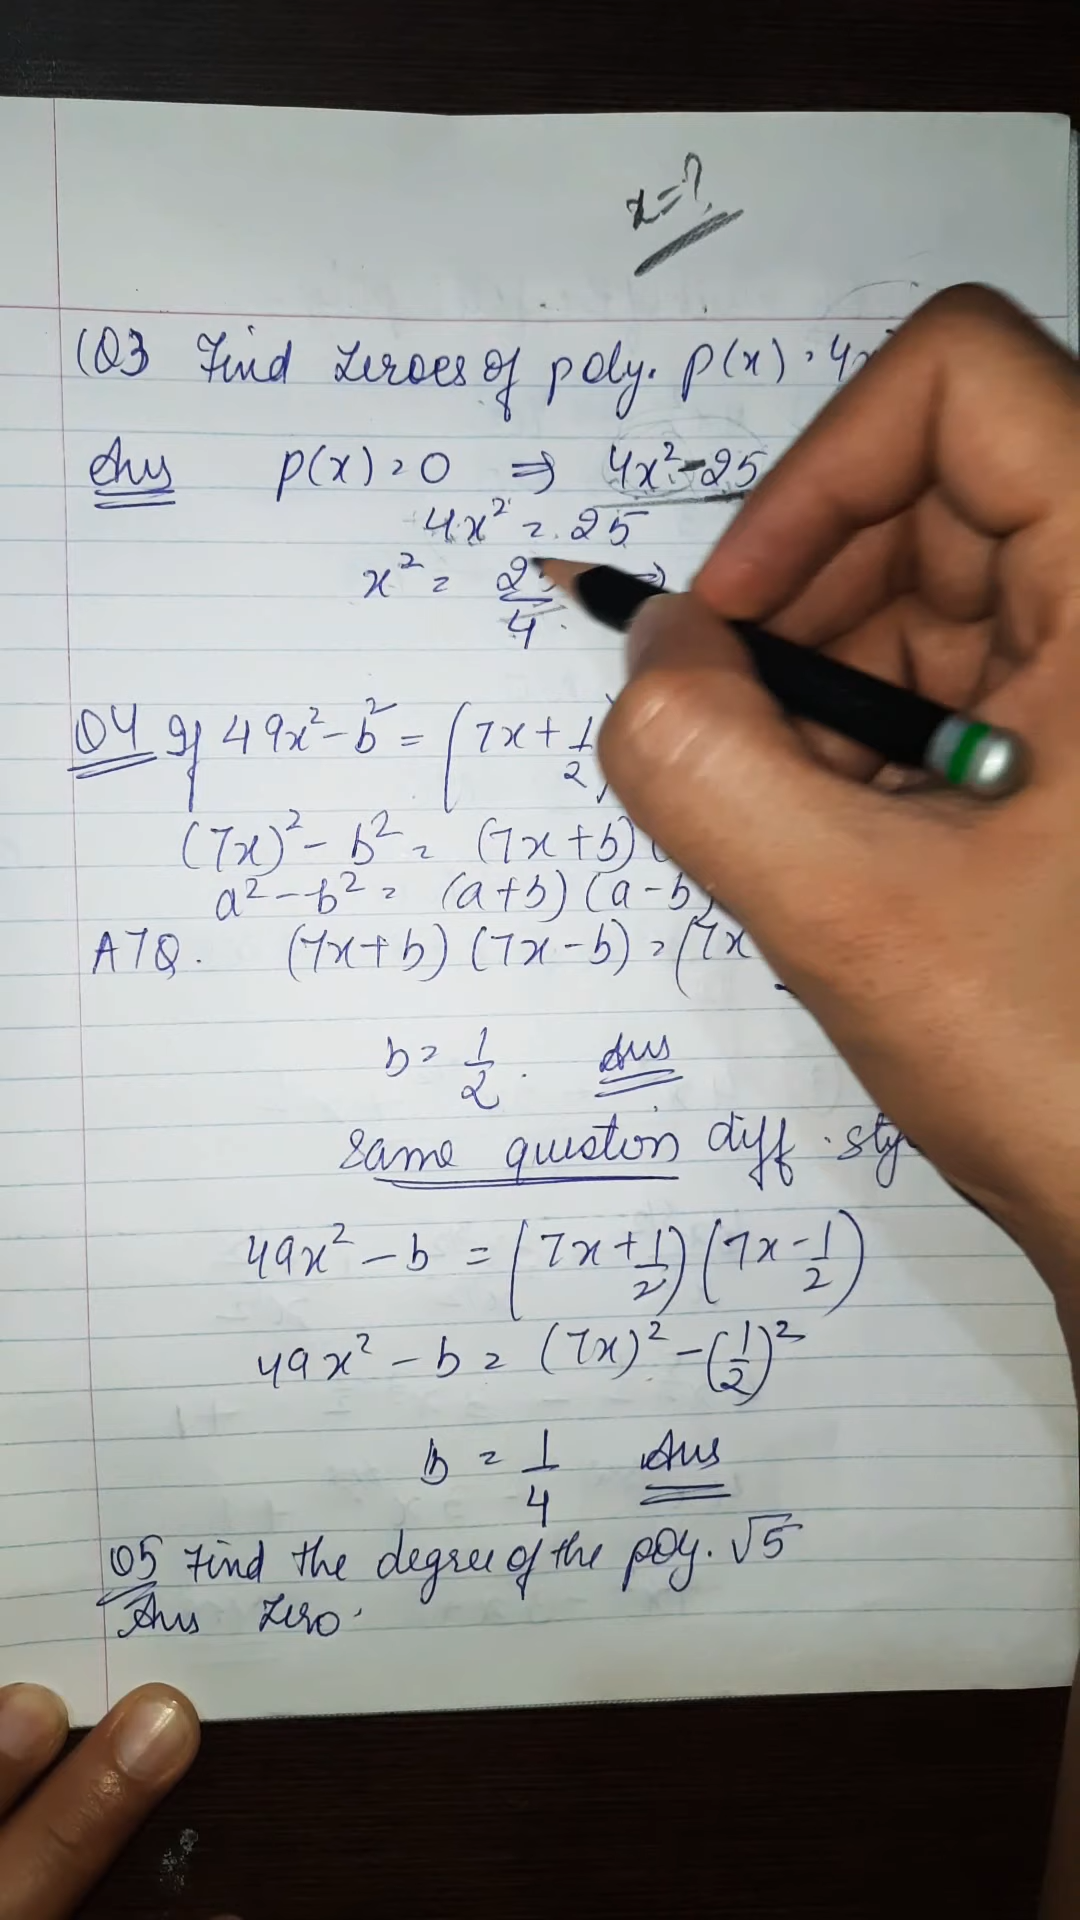 x=?
(Q3 Find zeroes of poly. p(x) = 4x
Ans p(x) = 0 ⇒ 4x² - 25
4x² = 25
x² = 25/4 ⇒
Q4 If 49x² - b² = (7x + 1/2)
(7x)² - b² = (7x + b) (
a² - b² = (a + b) (a - b)
ATQ. (7x + b) (7x - b) = (7x
b = 1/2. Ans
same question diff. sty
49x² - b = (7x + 1/2) (7x - 1/2)
49x² - b = (7x)² - (1/2)²
b = 1/4 Ans
Q5 Find the degree of the poly. √5
Ans zero.